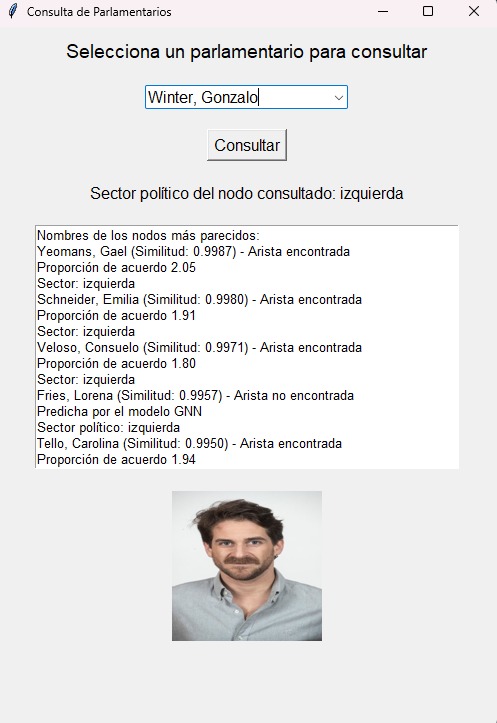 Consulta de Parlamentarios
Selecciona un parlamentario para consultar
Winter, Gonzalo
Consultar
Sector político del nodo consultado: izquierda
Nombres de los nodos más parecidos:
Yeomans, Gael (Similitud: 0.9987) - Arista encontrada
Proporción de acuerdo 2.05
Sector: izquierda
Schneider, Emilia (Similitud: 0.9980) - Arista encontrada
Proporción de acuerdo 1.91
Sector: izquierda
Veloso, Consuelo (Similitud: 0.9971) - Arista encontrada
Proporción de acuerdo 1.80
Sector: izquierda
Fries, Lorena (Similitud: 0.9957) - Arista no encontrada
Predicha por el modelo GNN
Sector político: izquierda
Tello, Carolina (Similitud: 0.9950) - Arista encontrada
Proporción de acuerdo 1.94